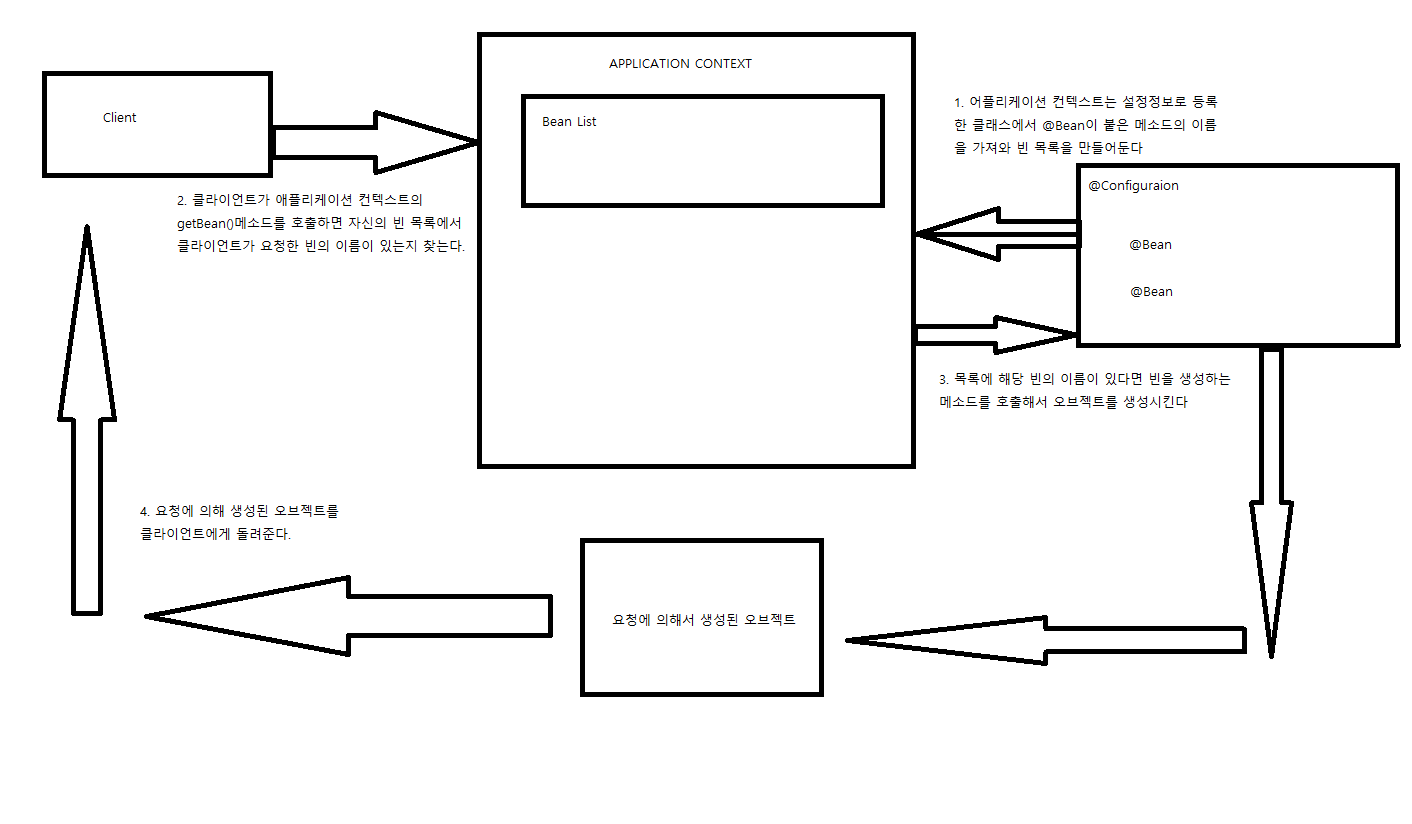 APPLICATION CONTEXT
Client
Bean List
1. 어플리케이션 컨텍스트는 설정정보로 등록
한 클래스에서 @Bean이 붙은 메소드의 이름
을 가져와 빈 목록을 만들어둔다
@Configuraion
@Bean
@Bean
2. 클라이언트가 애플리케이션 컨텍스트의
getBean()메소드를 호출하면 자신의 빈 목록에서
클라이언트가 요청한 빈의 이름이 있는지 찾는다.
3. 목록에 해당 빈의 이름이 있다면 빈을 생성하는
메소드를 호출해서 오브젝트를 생성시킨다
4. 요청에 의해 생성된 오브젝트를
클라이언트에게 돌려준다.
요청에 의해서 생성된 오브젝트